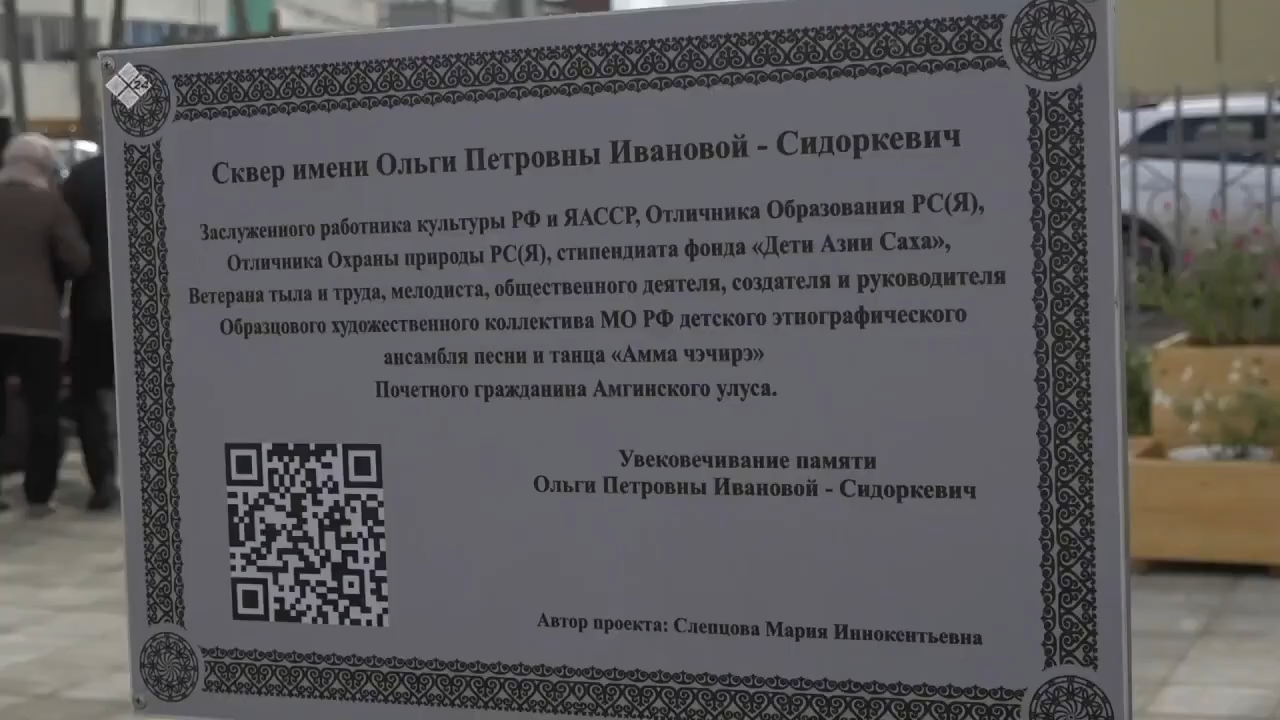 Сквер имени Ольги Петровны Ивановой - Сидоркевич
Заслуженного работника культуры РФ и ЯАССР, Отличника Образования РС(Я),
Отличника Охраны природы РС(Я), стипендиата фонда «Дети Азии Саха»,
Ветерана тыла и труда, мелодиста, общественного деятеля, создателя и руководителя
Образцового художественного коллектива МО РФ детского этнографического
ансамбля песни и танца «Амма чэчирэ»
Почетного гражданина Амгинского улуса.
Увековечивание памяти
Ольги Петровны Ивановой - Сидоркевич
Автор проекта: Слепцова Мария Иннокентьевна